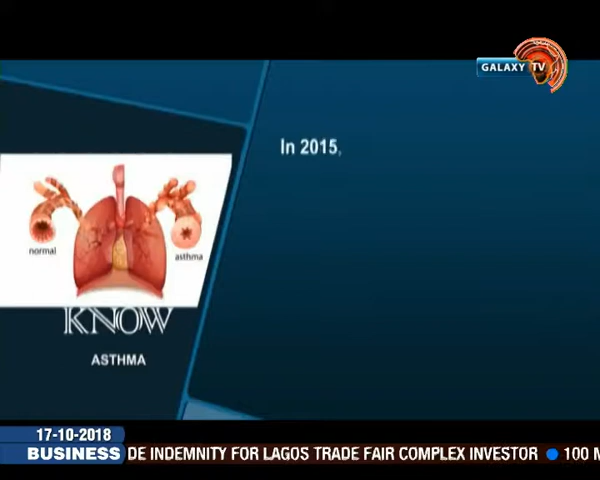 GALAXY TV
In 2015,
normal
asthma
KNOW
ASTHMA
17-10-2018
BUSINESS
DE INDEMNITY FOR LAGOS TRADE FAIR COMPLEX INVESTOR 100 M